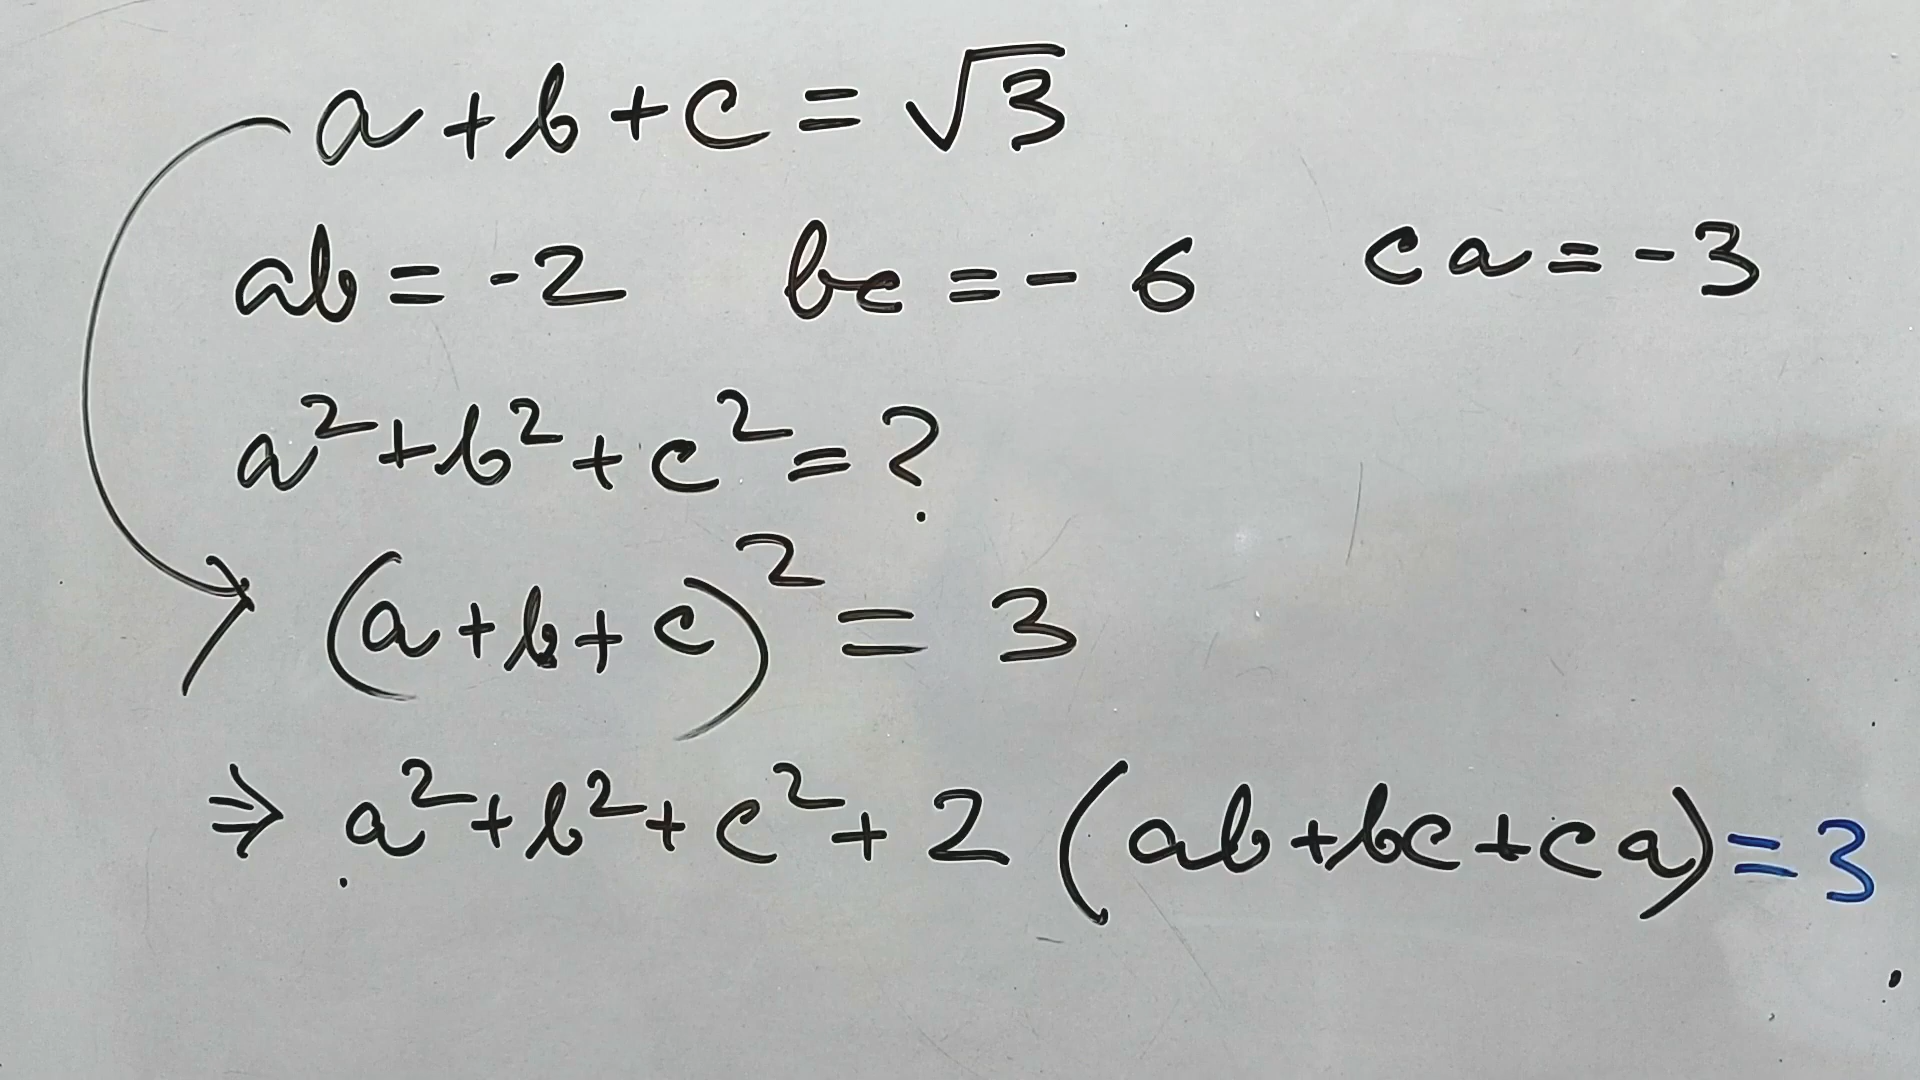 a + b + c = √3
ab = -2 bc = - 6 ca = -3
a² + b² + c² = ?
(a + b + c)² = 3
⇒ a² + b² + c² + 2 (ab + bc + ca) = 3